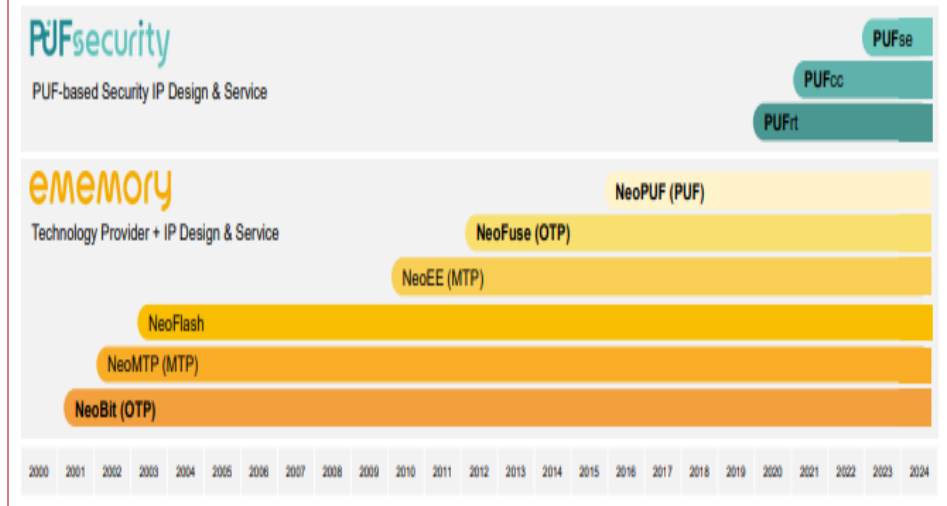 PUFsecurity
PUF-based Security IP Design & Service
PUFse
PUFcc
PUFrt
eMeMory
Technology Provider + IP Design & Service
NeoPUF (PUF)
NeoFuse (OTP)
NeoEE (MTP)
NeoFlash
NeoMTP (MTP)
NeoBit (OTP)
2000 2001 2002 2003 2004 2005 2006 2007 2008 2009 2010 2011 2012 2013 2014 2015 2016 2017 2018 2019 2020 2021 2022 2023 2024